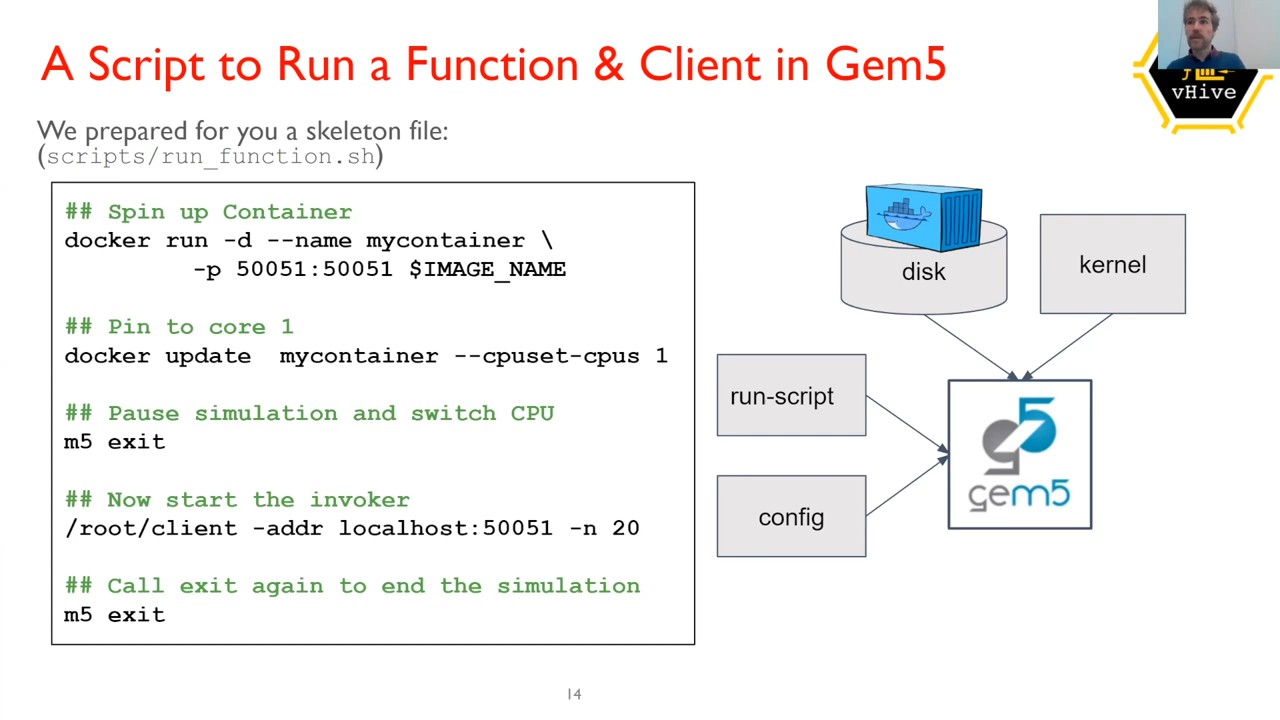 A Script to Run a Function & Client in Gem5
vHive
We prepared for you a skeleton file:
(scripts/run_function.sh)
## Spin up Container
docker run -d --name mycontainer \
-p 50051:50051 $IMAGE_NAME
## Pin to core 1
docker update  mycontainer --cpuset-cpus 1
## Pause simulation and switch CPU
m5 exit
## Now start the invoker
/root/client -addr localhost:50051 -n 20
## Call exit again to end the simulation
m5 exit
disk
kernel
run-script
config
gem5
14